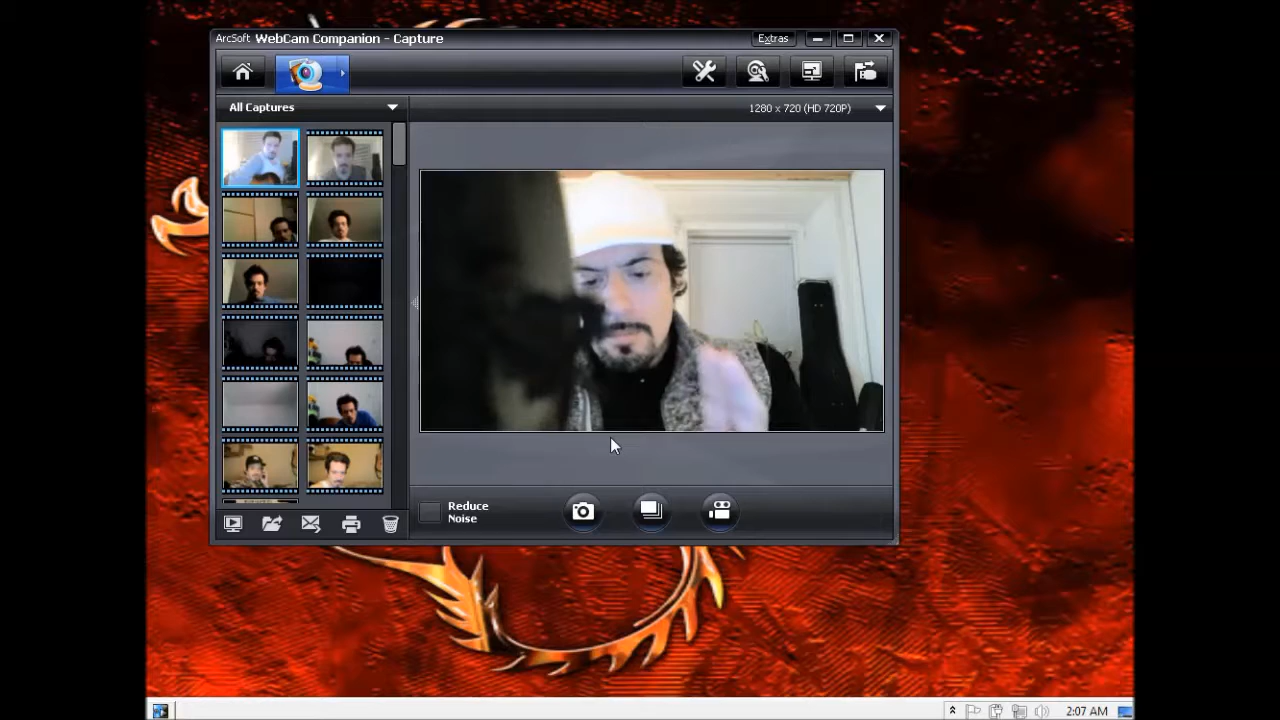 ArcSoft WebCam Companion - Capture
Extras
All Captures
1280 x 720 (HD 720P)
Reduce
Noise
2:07 AM